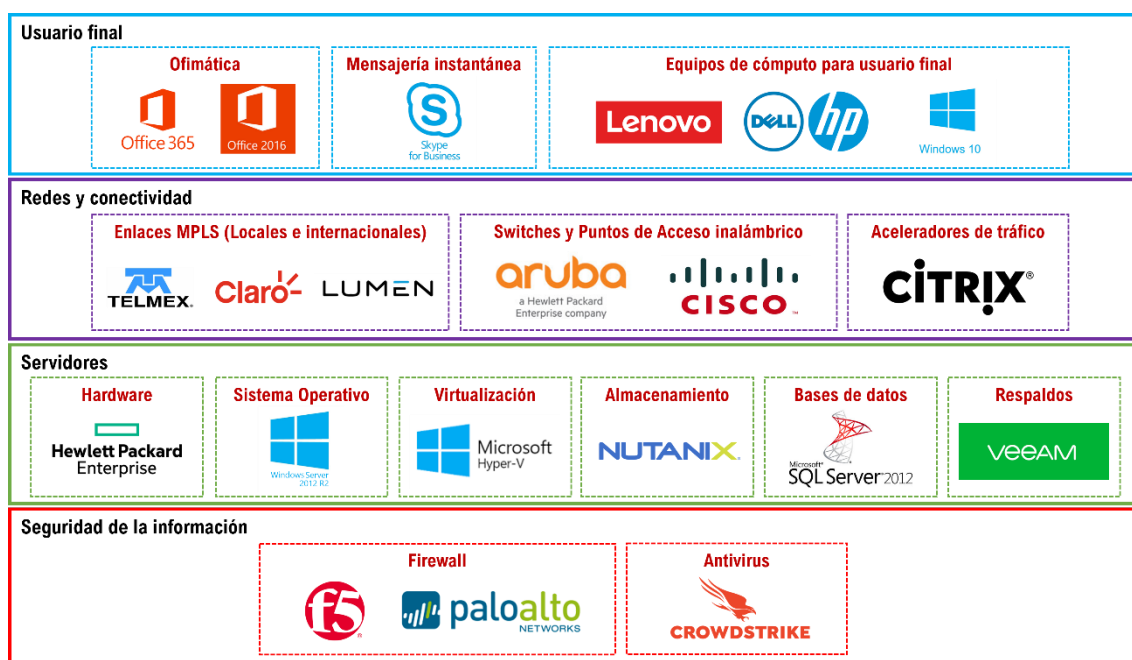 Usuario final
Ofimática
Mensajería instantánea
Equipos de cómputo para usuario final
Office 365
Office 2016
S
Skype
for Business
Lenovo
DELL
hp
Windows 10
Redes y conectividad
Enlaces MPLS (Locales e internacionales)
Switches y Puntos de Acceso inalámbrico
Aceleradores de tráfico
TELMEX®
Claro
LUMEN
aruba
a Hewlett Packard
Enterprise company
CISCO™
CİTRIX®
Servidores
Hardware
Sistema Operativo
Virtualización
Almacenamiento
Bases de datos
Respaldos
Hewlett Packard
Enterprise
Windows Server
2012 R2
Microsoft
Hyper-V
NUTANIX.
Microsoft®
SQL Server®2012
veeAM
Seguridad de la información
Firewall
Antivirus
f5®
paloalto
NETWORKS
CROWDSTRIKE